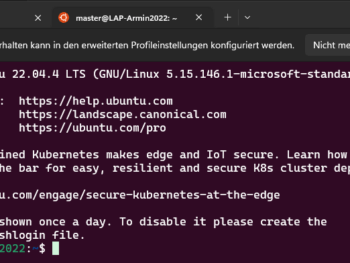 master@LAP-Armin2022: ~
rhalten kann in den erweiterten Profileinstellungen konfiguriert werden.
Nicht me
u 22.04.4 LTS (GNU/Linux 5.15.146.1-microsoft-standar
: https://help.ubuntu.com
https://landscape.canonical.com
https://ubuntu.com/pro
ined Kubernetes makes edge and IoT secure. Learn how
he bar for easy, resilient and secure K8s cluster dep
u.com/engage/secure-kubernetes-at-the-edge
shown once a day. To disable it please create the
shlogin file.
2022:~$